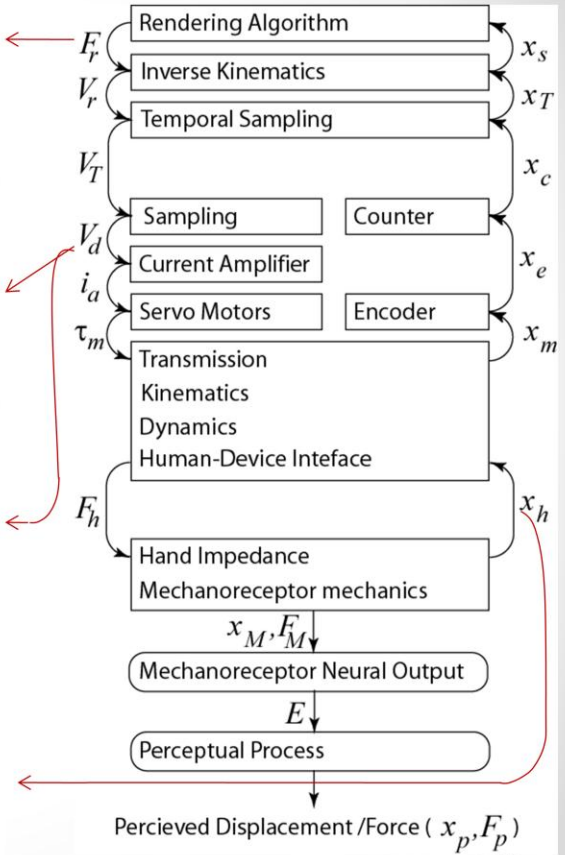 Rendering Algorithm
F_r
x_s
Inverse Kinematics
V_r
x_T
Temporal Sampling
V_T
x_c
Sampling
Counter
V_d
Current Amplifier
x_e
i_a
Servo Motors
Encoder
τ_m
x_m
Transmission
Kinematics
Dynamics
Human-Device Inteface
F_h
x_h
Hand Impedance
Mechanoreceptor mechanics
x_M, F_M
Mechanoreceptor Neural Output
E
Perceptual Process
Percieved Displacement /Force ( x_p, F_p )